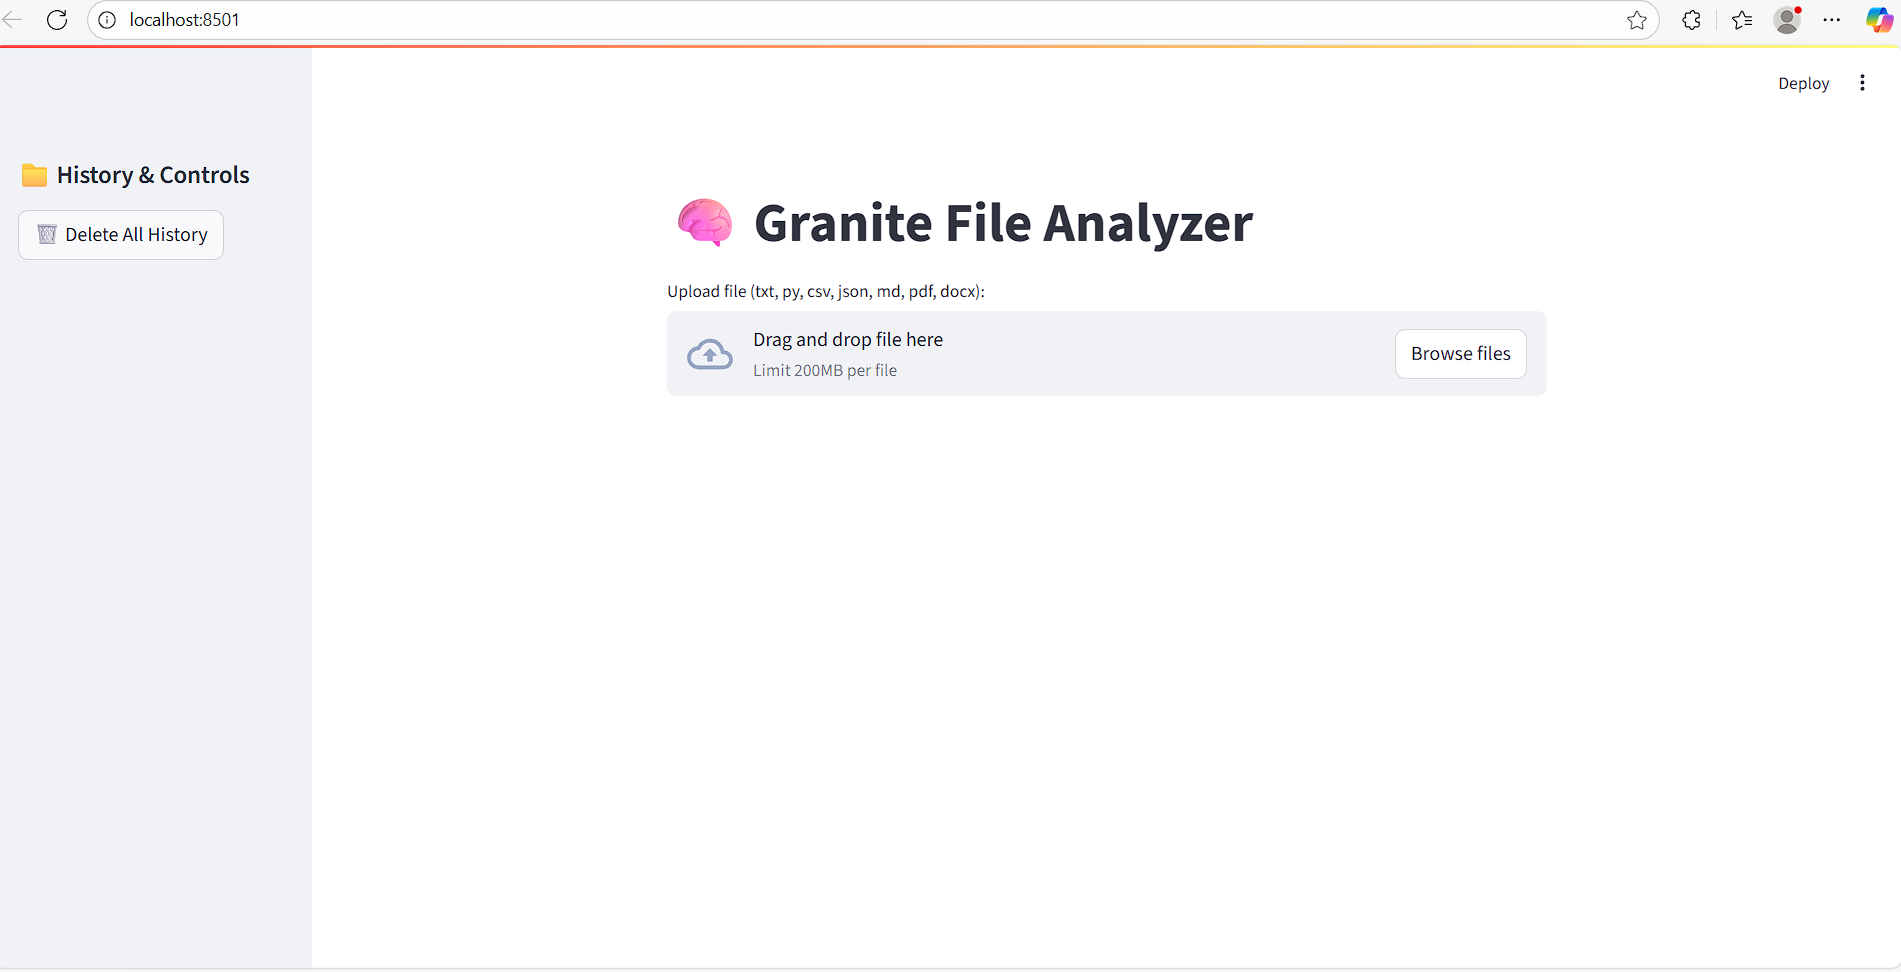 localhost:8501
Deploy
History & Controls
Delete All History
Granite File Analyzer
Upload file (txt, py, csv, json, md, pdf, docx):
Drag and drop file here
Limit 200MB per file
Browse files